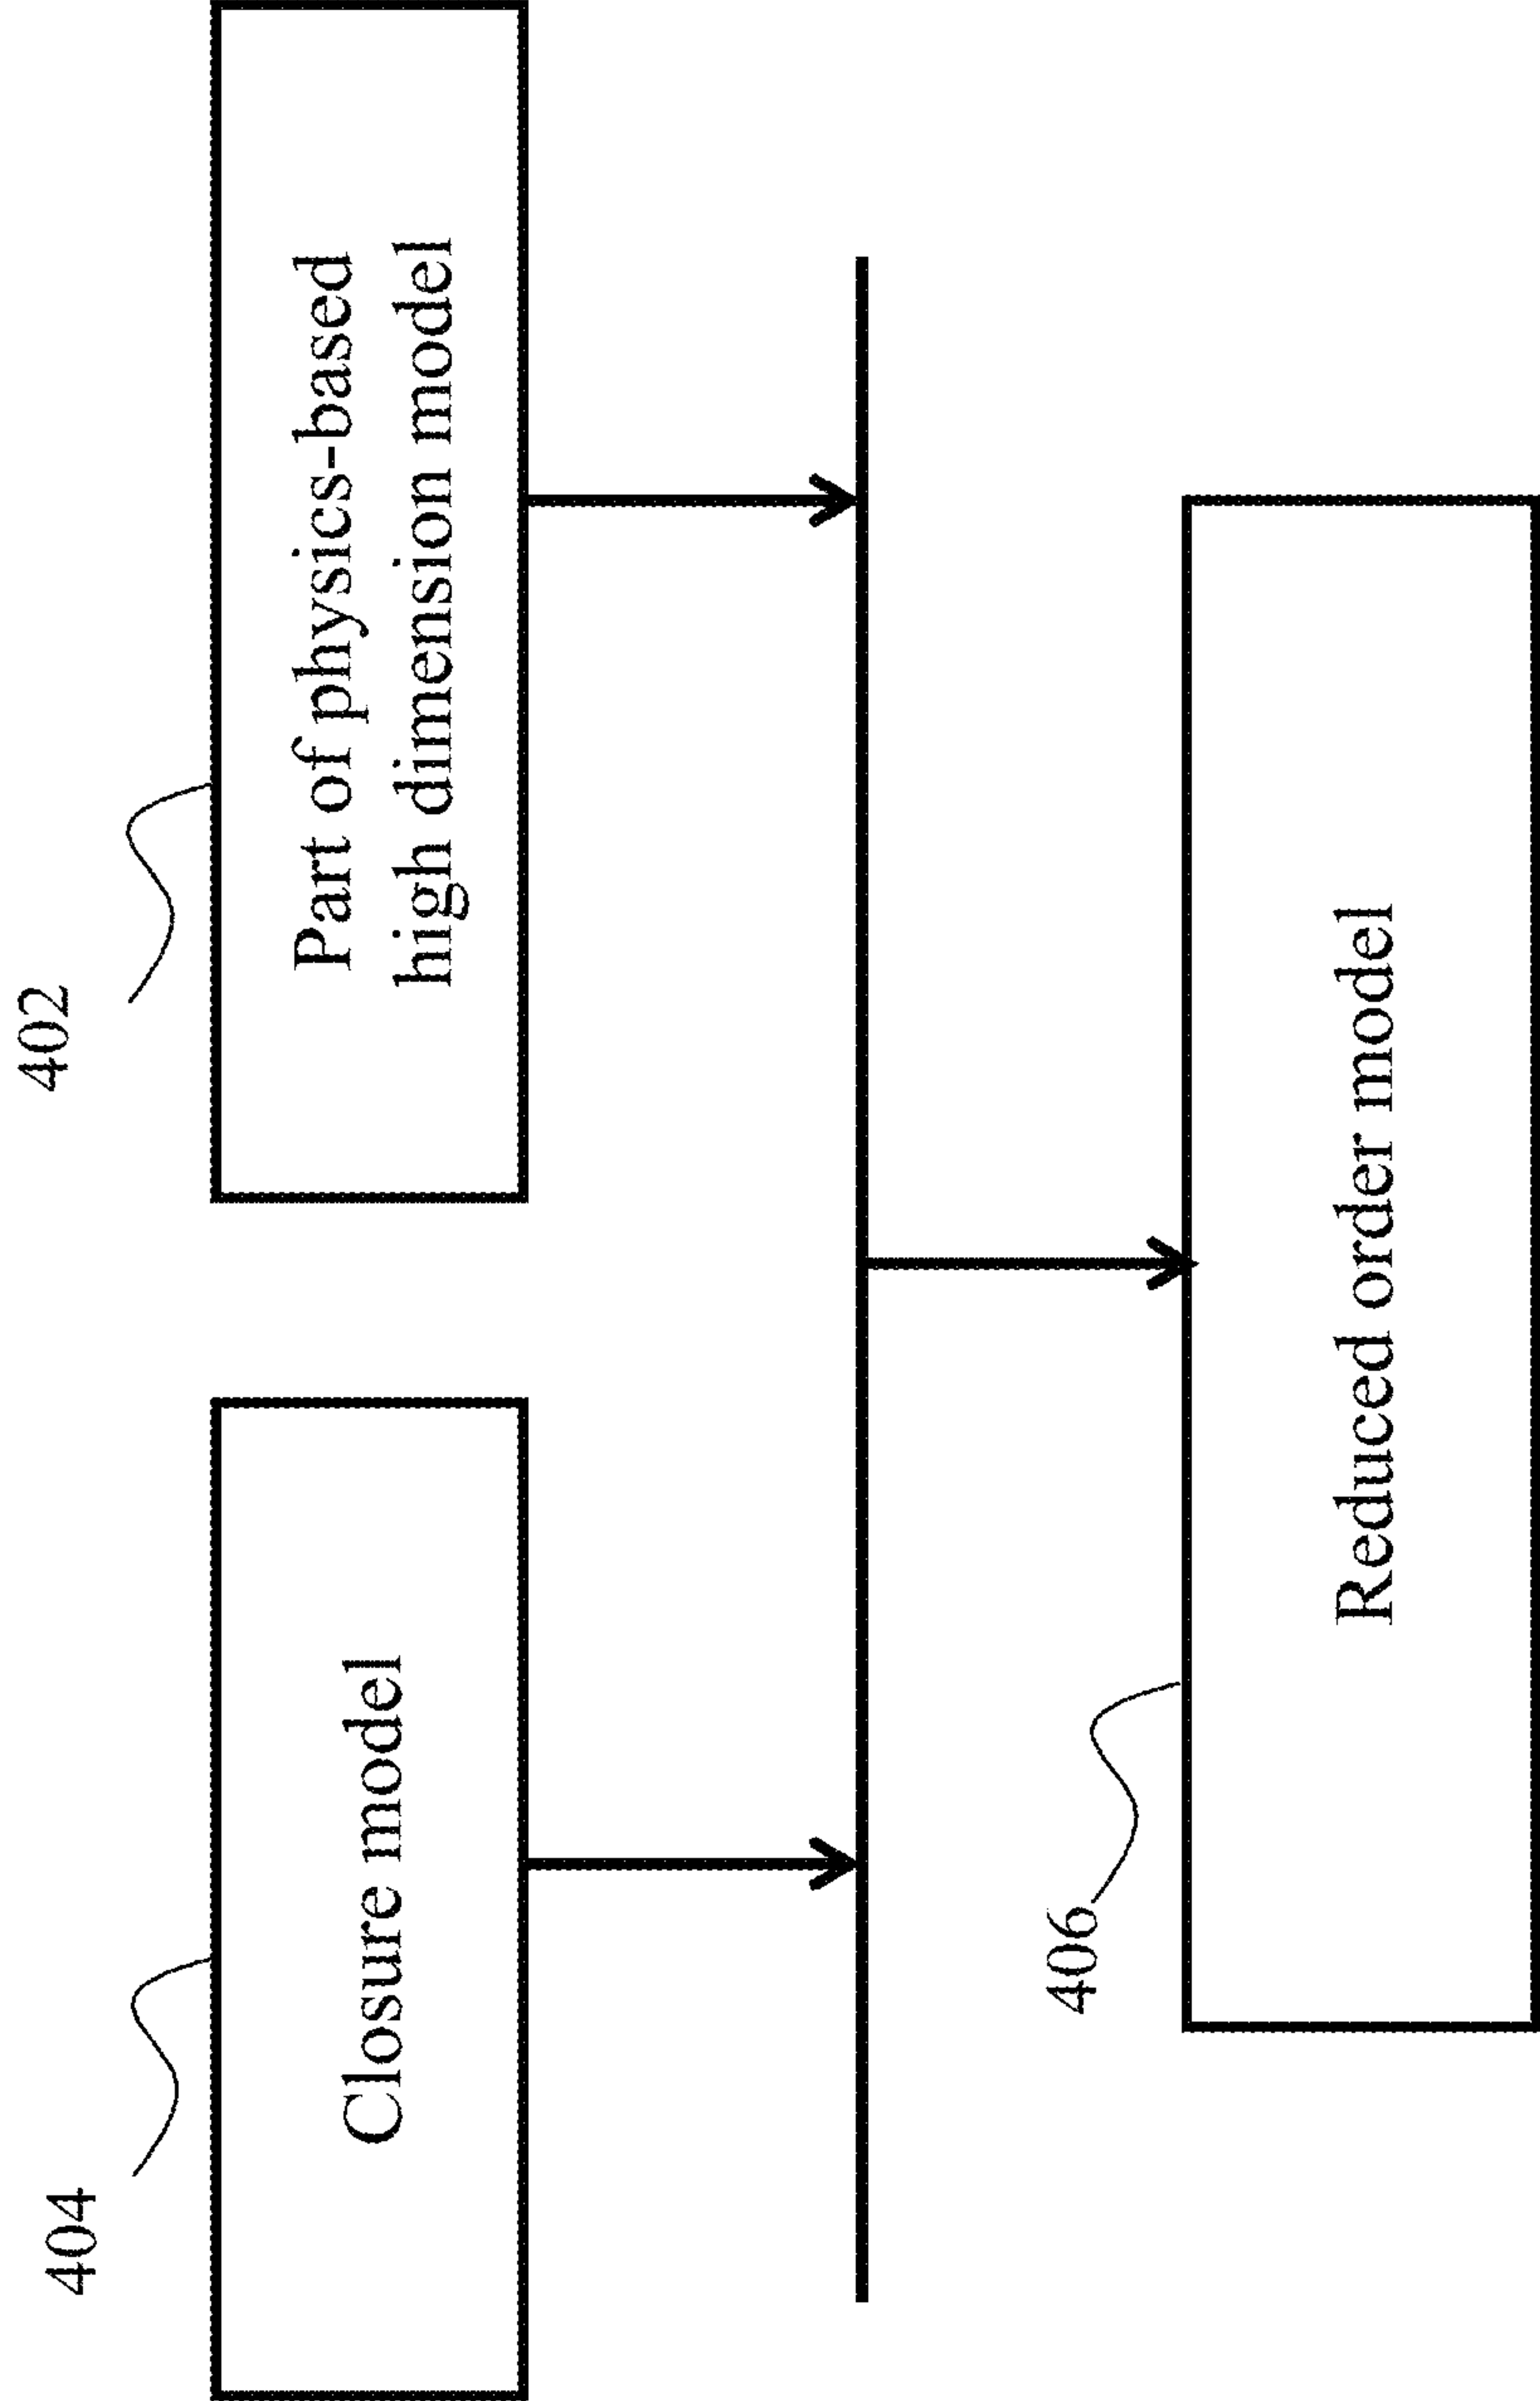 404
402
Closure model
Part of physics-based
high dimension model
406
Reduced order model